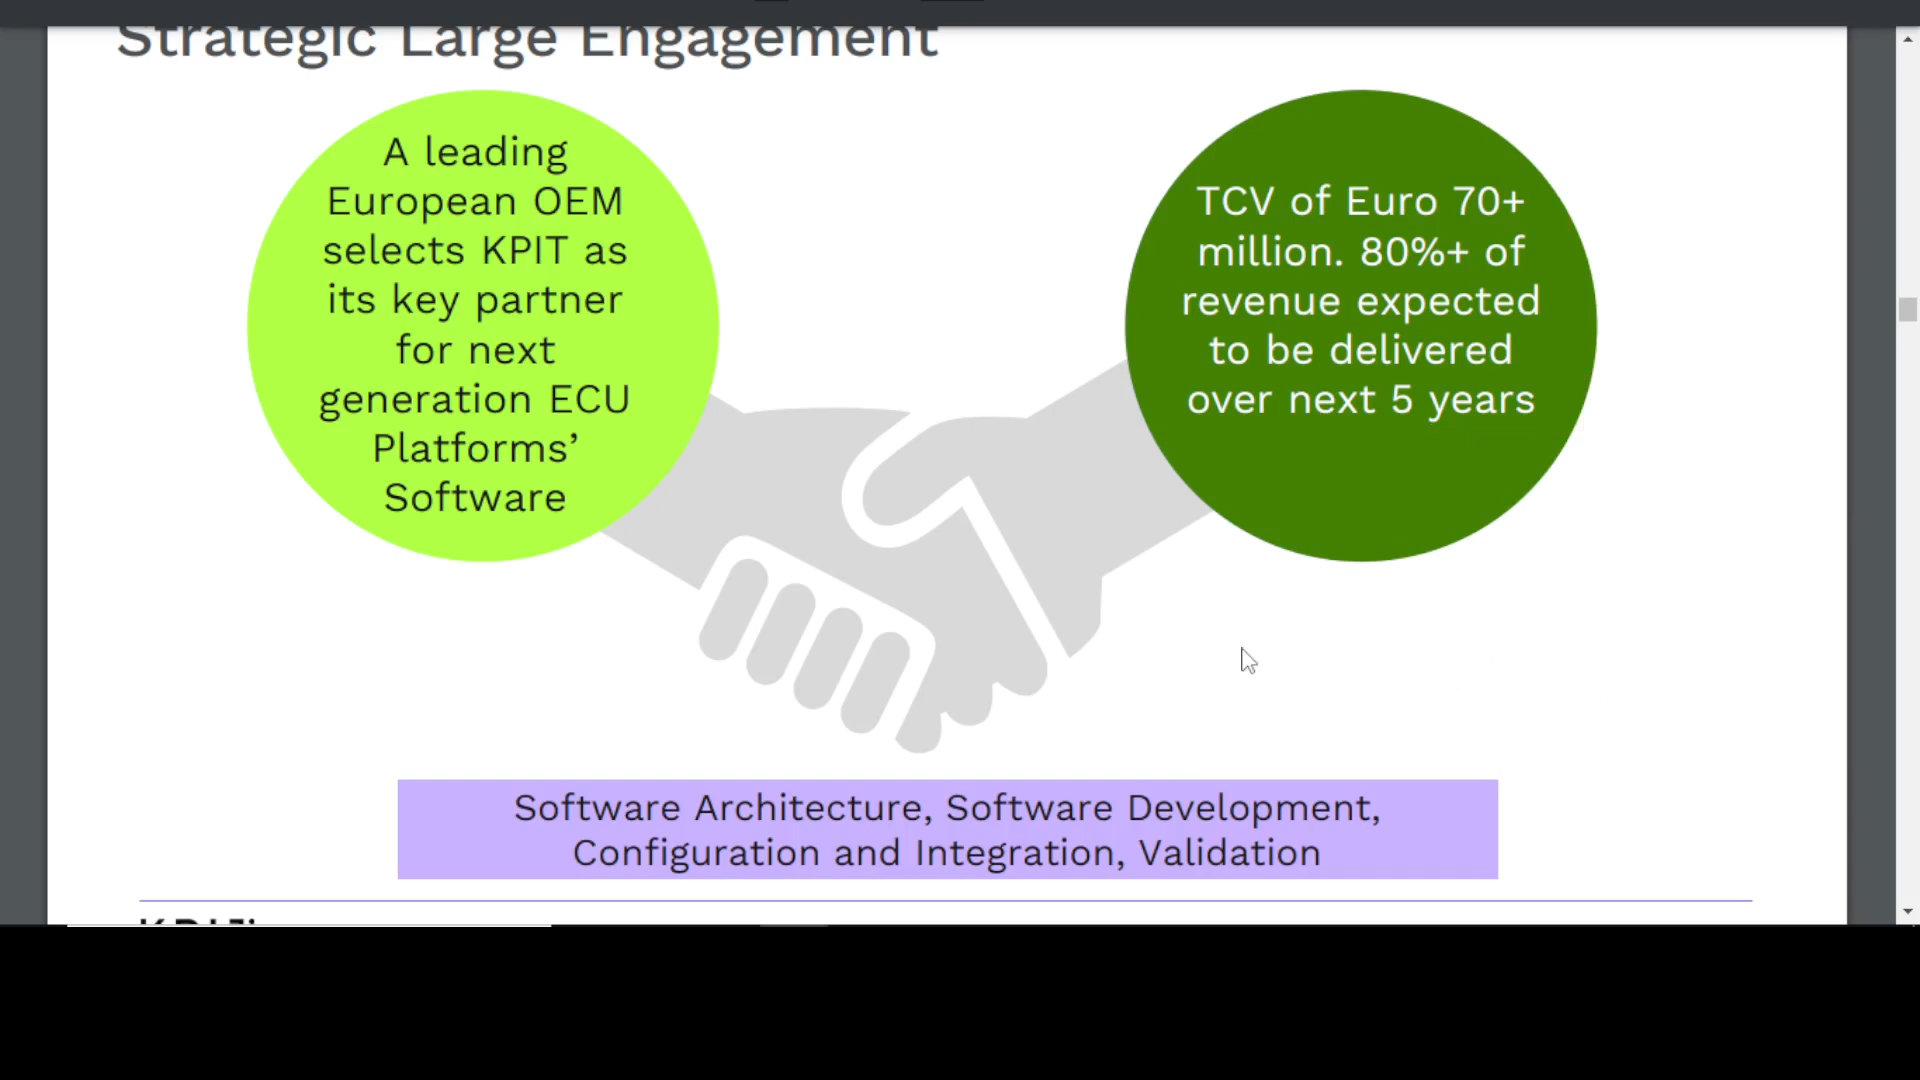 Strategic Large Engagement
A leading
European OEM
selects KPIT as
its key partner
for next
generation ECU
Platforms’
Software
TCV of Euro 70+
million. 80%+ of
revenue expected
to be delivered
over next 5 years
Software Architecture, Software Development,
Configuration and Integration, Validation